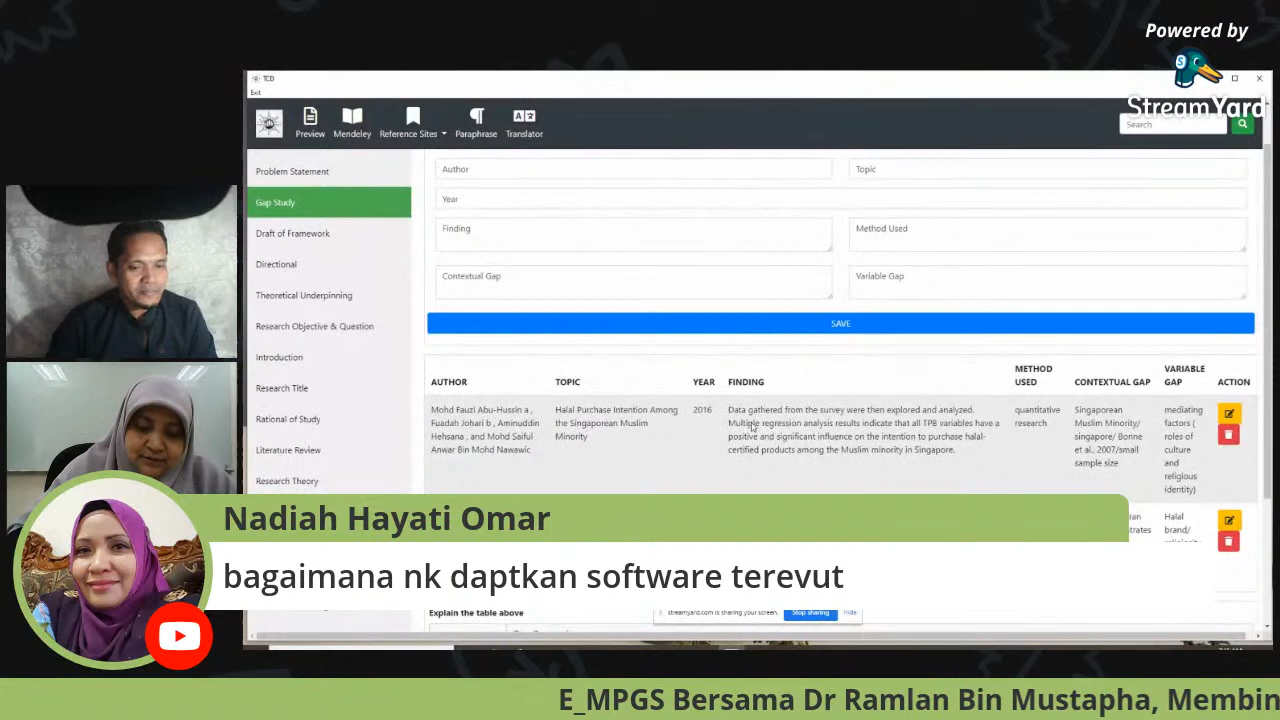 Powered by
StreamYard
TCD
Exit
Preview
Mendeley
Reference Sites
Paraphrase
Translator
Search
Problem Statement
Gap Study
Draft of Framework
Directional
Theoretical Underpinning
Research Objective & Question
Introduction
Research Title
Rational of Study
Literature Review
Research Theory
Author
Topic
Year
Finding
Method Used
Contextual Gap
Variable Gap
SAVE
AUTHOR TOPIC YEAR FINDING METHOD USED CONTEXTUAL GAP VARIABLE GAP ACTION
Mohd Fauzi Abu-Hussin a ,
Fuadah Johari b , Aminuddin
Hehsana , and Mohd Saiful
Anwar Bin Mohd Nawawic
Halal Purchase Intention Among
the Singaporean Muslim
Minority
2016
Data gathered from the survey were then explored and analyzed.
Multiple regression analysis results indicate that all TPB variables have a
positive and significant influence on the intention to purchase halal-
certified products among the Muslim minority in Singapore.
quantitative
research
Singaporean
Muslim Minority/
singapore/ Bonne
et al., 2007/small
sample size
mediating
factors (
roles of
culture
and
religious
identity)
Halal
brand/
Nadiah Hayati Omar
bagaimana nk daptkan software terevut
Explain the table above
streamyard.com is sharing your screen.
Stop sharing
Hide
E_MPGS Bersama Dr Ramlan Bin Mustapha, Membin